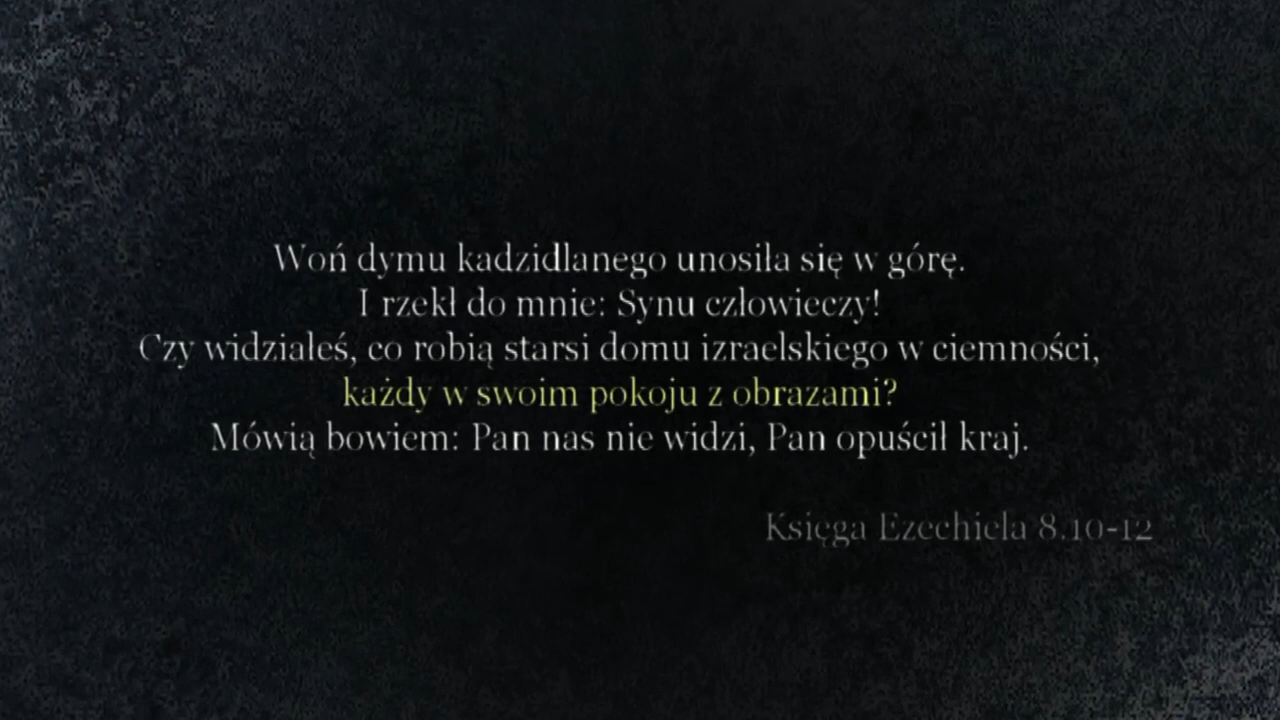 Woń dymu kadzidlanego unosiła się w górę.
I rzekł do mnie: Synu człowieczy!
Czy widziałeś, co robią starsi domu izraelskiego w ciemności,
każdy w swoim pokoju z obrazami?
Mówią bowiem: Pan nas nie widzi, Pan opuścił kraj.
Księga Ezechiela 8.10-12